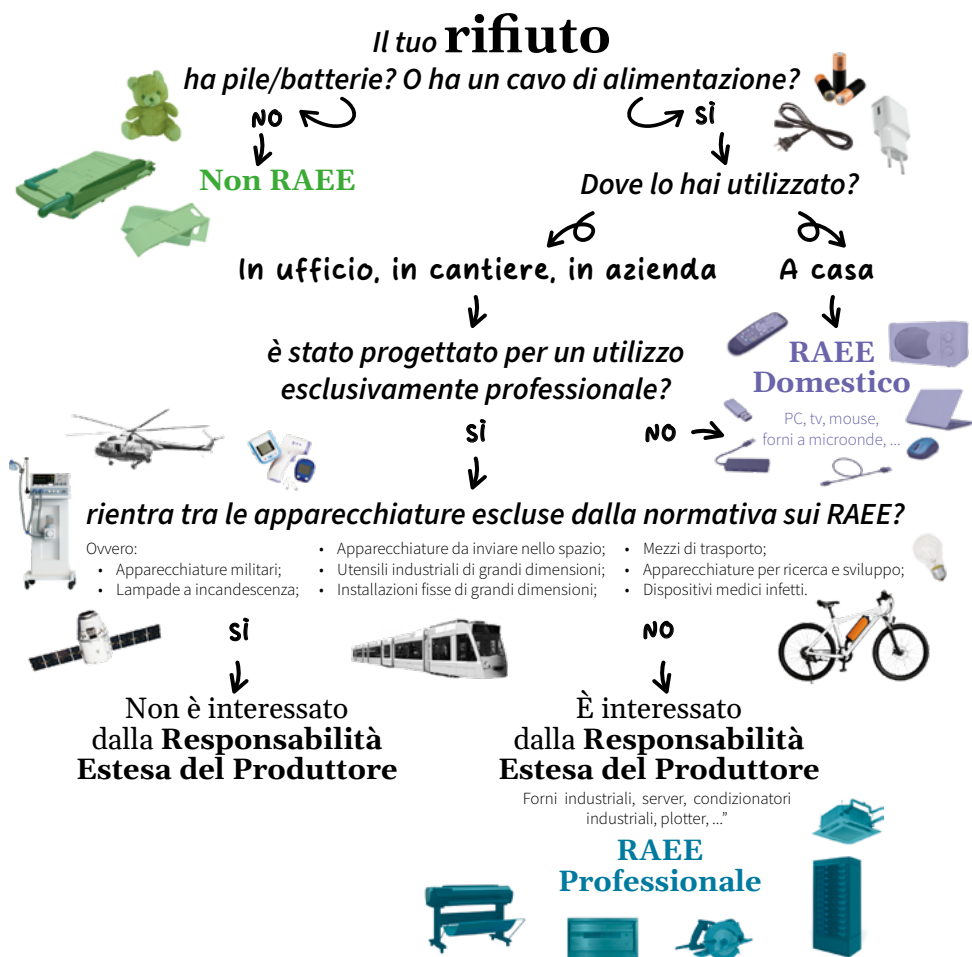 Il tuo rifiuto
ha pile/batterie? O ha un cavo di alimentazione?
NO
SÌ
Non RAEE
Dove lo hai utilizzato?
In ufficio, in cantiere, in azienda
A casa
è stato progettato per un utilizzo
esclusivamente professionale?
RAEE
Domestico
PC, tv, mouse,
forni a microonde, ...
SÌ
NO
rientra tra le apparecchiature escluse dalla normativa sui RAEE?
Ovvero:
• Apparecchiature militari;
• Lampade a incandescenza;
• Apparecchiature da inviare nello spazio;
• Utensili industriali di grandi dimensioni;
• Installazioni fisse di grandi dimensioni;
• Mezzi di trasporto;
• Apparecchiature per ricerca e sviluppo;
• Dispositivi medici infetti.
SÌ
NO
Non è interessato
dalla Responsabilità
Estesa del Produttore
È interessato
dalla Responsabilità
Estesa del Produttore
Forni industriali, server, condizionatori
industriali, plotter, ..."
RAEE
Professionale